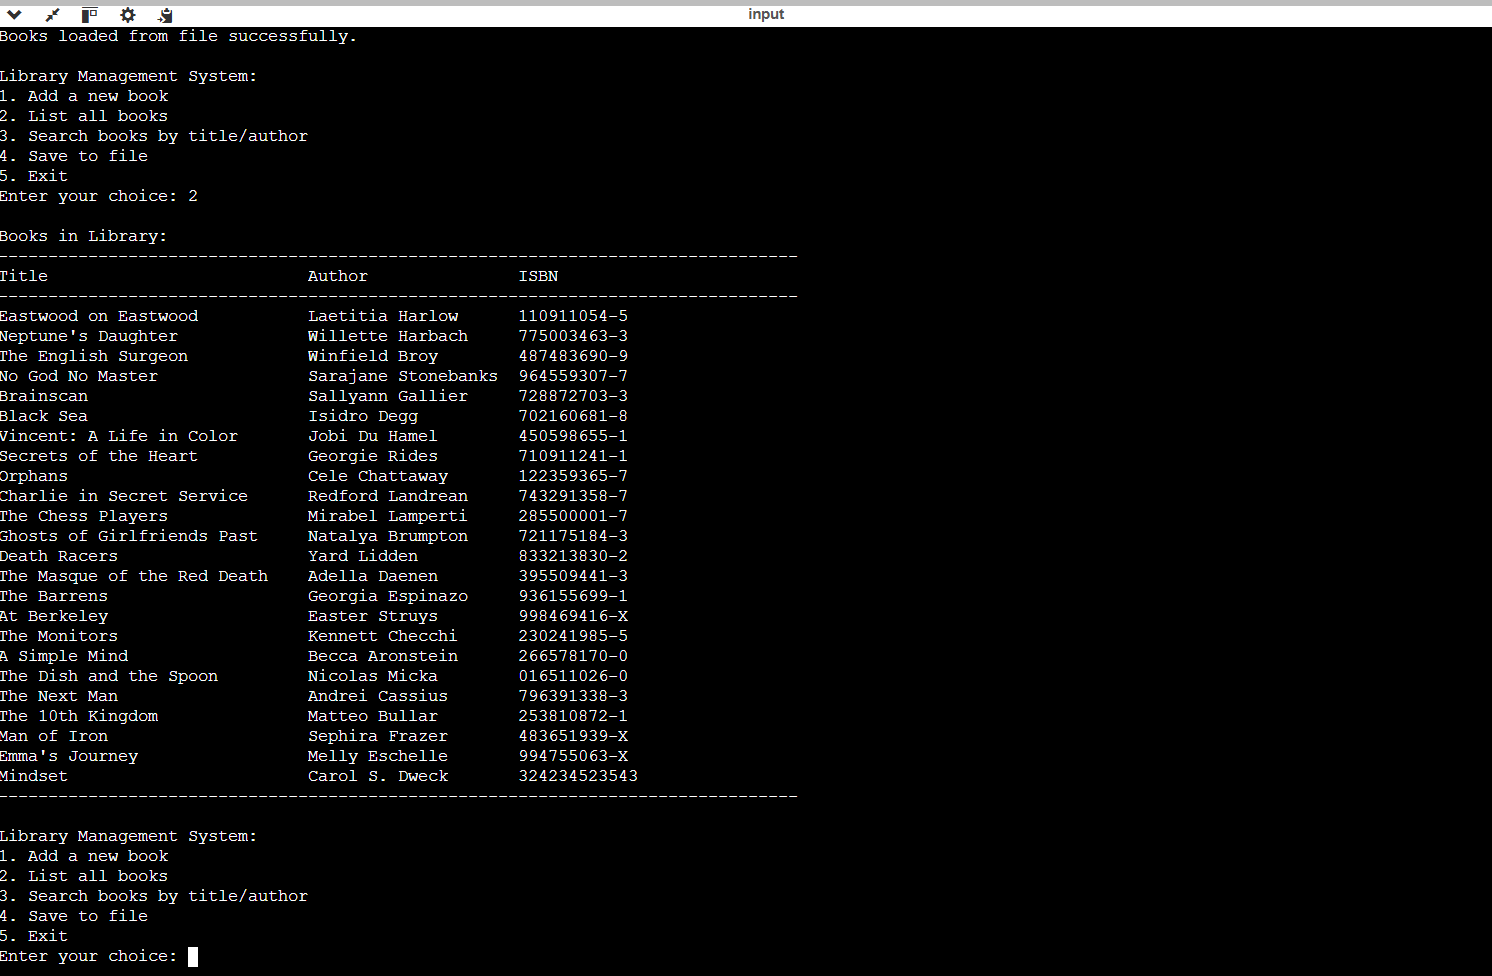 input
Books loaded from file successfully.
Library Management System:
1. Add a new book
2. List all books
3. Search books by title/author
4. Save to file
5. Exit
Enter your choice: 2
Books in Library:
--------------------------------------------------------------------------------
Title                          Author               ISBN
--------------------------------------------------------------------------------
Eastwood on Eastwood           Laetitia Harlow      110911054-5
Neptune's Daughter             Willette Harbach     775003463-3
The English Surgeon            Winfield Broy        487483690-9
No God No Master               Sarajane Stonebanks  964559307-7
Brainscan                      Sallyann Gallier     728872703-3
Black Sea                      Isidro Degg          702160681-8
Vincent: A Life in Color       Jobi Du Hamel        450598655-1
Secrets of the Heart           Georgie Rides        710911241-1
Orphans                        Cele Chattaway       122359365-7
Charlie in Secret Service      Redford Landrean     743291358-7
The Chess Players              Mirabel Lamperti     285500001-7
Ghosts of Girlfriends Past     Natalya Brumpton     721175184-3
Death Racers                   Yard Lidden          833213830-2
The Masque of the Red Death    Adella Daenen        395509441-3
The Barrens                    Georgia Espinazo     936155699-1
At Berkeley                    Easter Struys        998469416-X
The Monitors                   Kennett Checchi      230241985-5
A Simple Mind                  Becca Aronstein      266578170-0
The Dish and the Spoon         Nicolas Micka        016511026-0
The Next Man                   Andrei Cassius       796391338-3
The 10th Kingdom               Matteo Bullar        253810872-1
Man of Iron                    Sephira Frazer       483651939-X
Emma's Journey                 Melly Eschelle       994755063-X
Mindset                        Carol S. Dweck       324234523543
--------------------------------------------------------------------------------
Library Management System:
1. Add a new book
2. List all books
3. Search books by title/author
4. Save to file
5. Exit
Enter your choice: